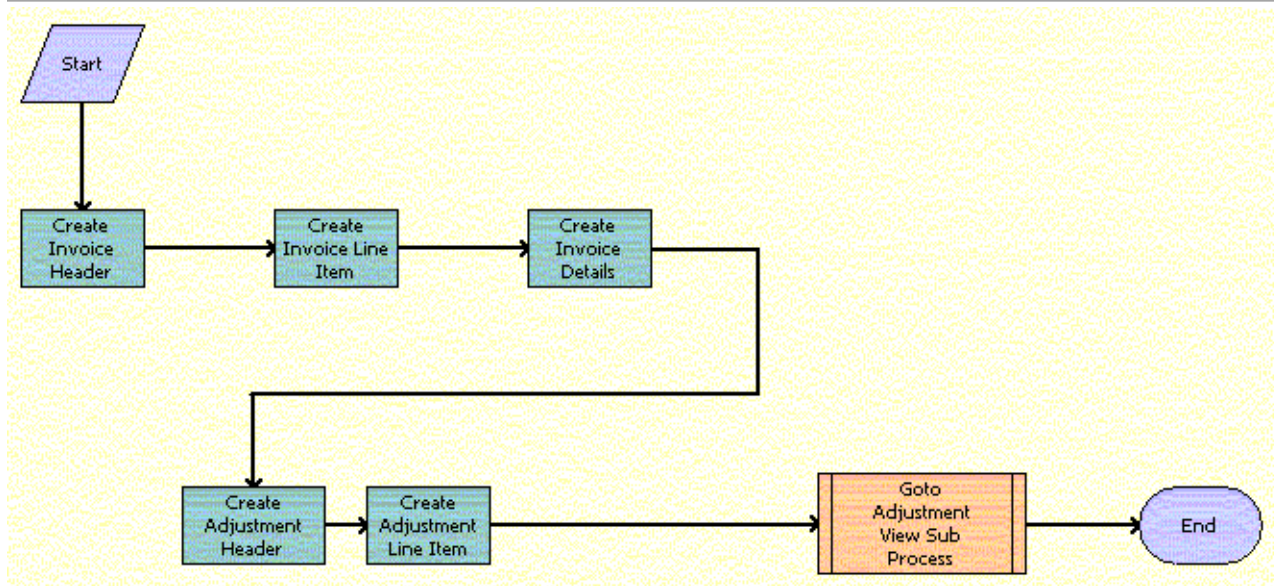 Start
Create
Invoice
Header
Create
Invoice Line
Item
Create
Invoice
Details
Create
Adjustment
Header
Create
Adjustment
Line Item
Goto
Adjustment
View Sub
Process
End